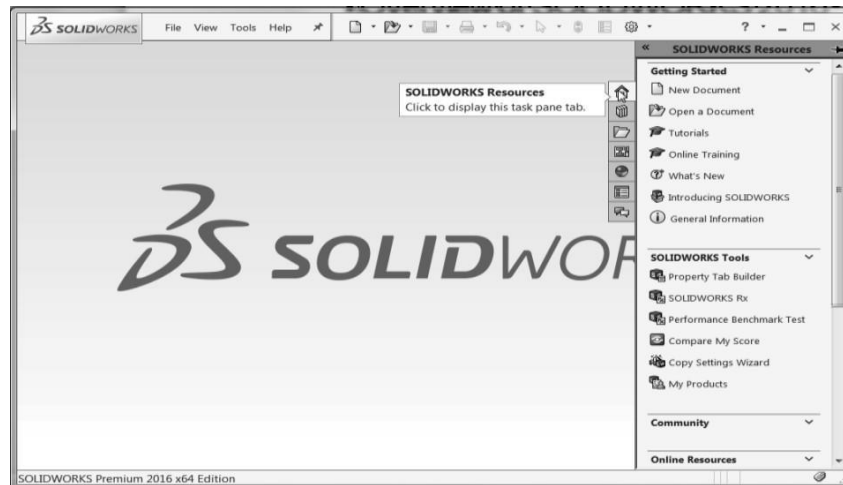 SOLIDWORKS File View Tools Help ?
SOLIDWORKS Resources
Getting Started
New Document
Open a Document
Tutorials
Online Training
What's New
Introducing SOLIDWORKS
General Information
SOLIDWORKS Tools
Property Tab Builder
SOLIDWORKS Rx
Performance Benchmark Test
Compare My Score
Copy Settings Wizard
My Products
Community
Online Resources
SOLIDWORKS Resources
Click to display this task pane tab.
SOLIDWOR
SOLIDWORKS Premium 2016 x64 Edition